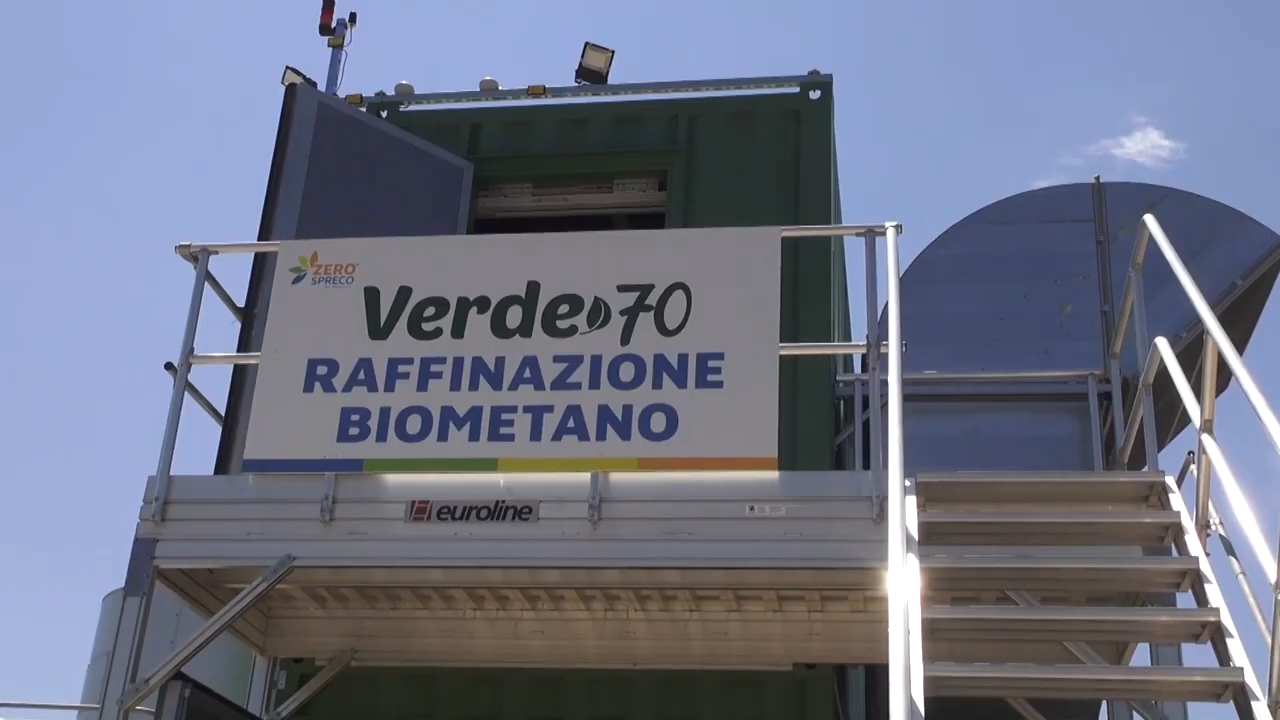 ZERO
SPRECO
Verde 70
RAFFINAZIONE
BIOMETANO
euroline